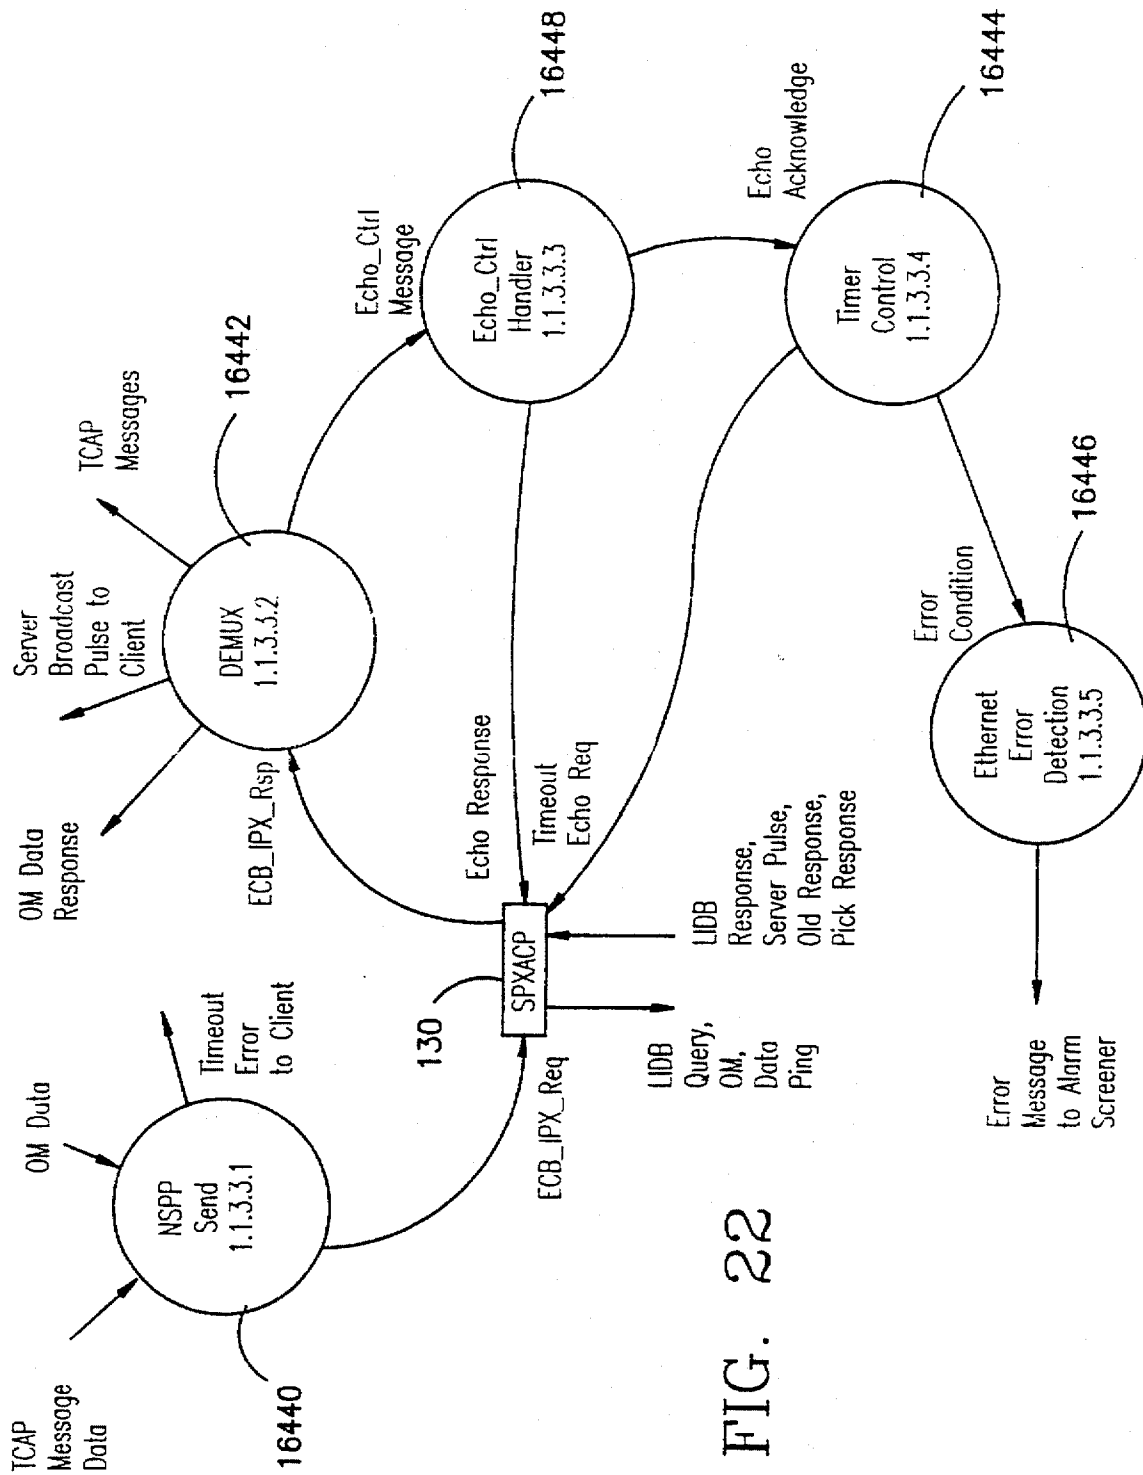 TCAP
Message
Data
OM Data
NSPP
Send
1.1.3.3.1
16440
Timeout
Error
to Client
ECB_IPX_Req
130
SPXACP
LIDB
Query,
OM,
Data
Ping
LIDB
Response,
Server Pulse,
Old Response,
Pick Response
OM Data
Response
Server
Broadcast
Pulse to
Client
TCAP
Messages
ECB_IPX_Rsp
DEMUX
1.1.3.3.2
16442
Echo_Ctrl
Message
Echo_Ctrl
Handler
1.1.3.3.3
16448
Echo Response
Timeout
Echo Req
Echo
Acknowledge
Timer
Control
1.1.3.3.4
16444
Error
Condition
Ethernet
Error
Detection
1.1.3.3.5
16446
Error
Message
to Alarm
Screener
FIG. 22